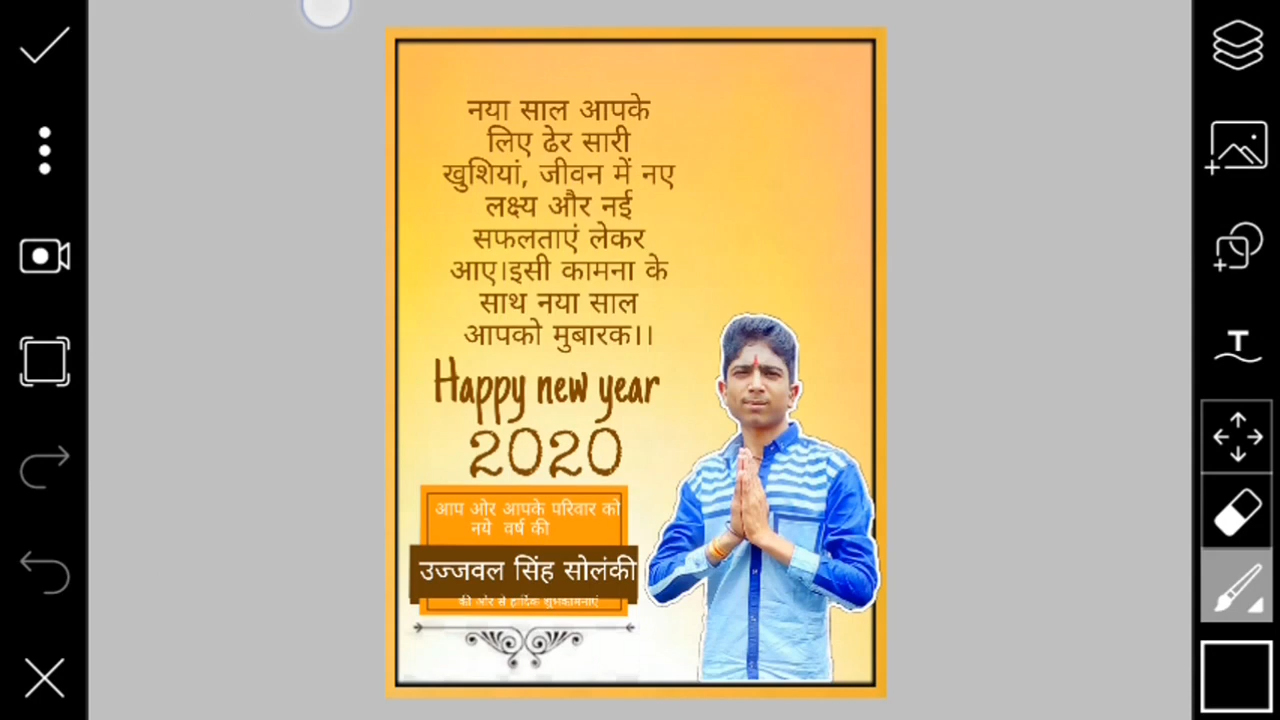 नया साल आपके
लिए ढेर सारी
खुशियां, जीवन में नए
लक्ष्य और नई
सफलताएं लेकर
आए।इसी कामना के
साथ नया साल
आपको मुबारक।।
Happy new year
2020
आप ओर आपके परिवार को
नये वर्ष की
उज्जवल सिंह सोलंकी
की ओर से हार्दिक शुभकामनाएं
T